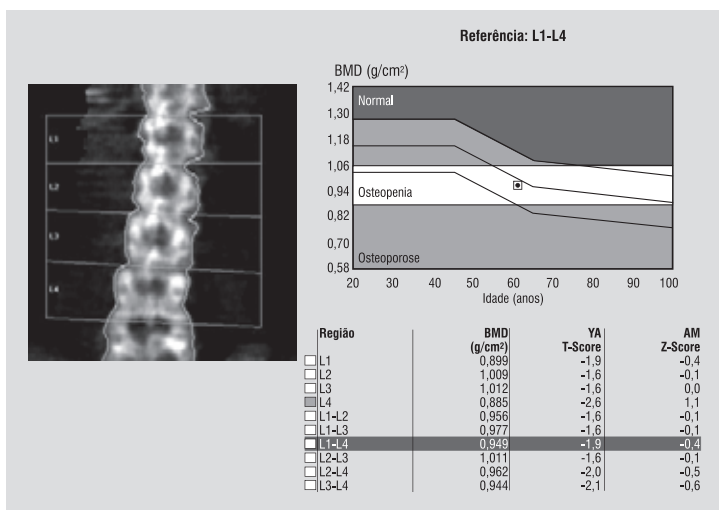 Referência: L1-L4
BMD (g/cm²)
1,42
1,30
1,18
1,06
0,94
0,82
0,70
0,58
Normal
Osteopenia
Osteoporose
20 30 40 50 60 70 80 90 100
Idade (anos)
L1
L2
L3
L4
Região BMD (g/cm²) YA T-Score AM Z-Score
L1 0,899 -1,9 -0,4
L2 1,009 -1,6 -0,1
L3 1,012 -1,6 0,0
L4 0,885 -2,6 1,1
L1-L2 0,956 -1,6 -0,1
L1-L3 0,977 -1,6 -0,1
L1-L4 0,949 -1,9 -0,4
L2-L3 1,011 -1,6 -0,1
L2-L4 0,962 -2,0 -0,5
L3-L4 0,944 -2,1 -0,6